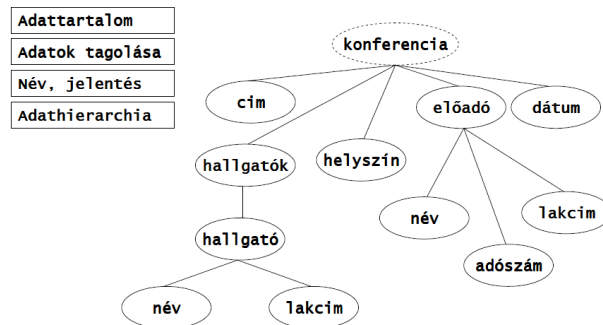 Adattartalom
Adatok tagolása
Név, jelentés
Adathierarchia
konferencia
cim
előadó
dátum
hallgatók
helyszín
név
lakcim
hallgató
adószám
név
lakcim